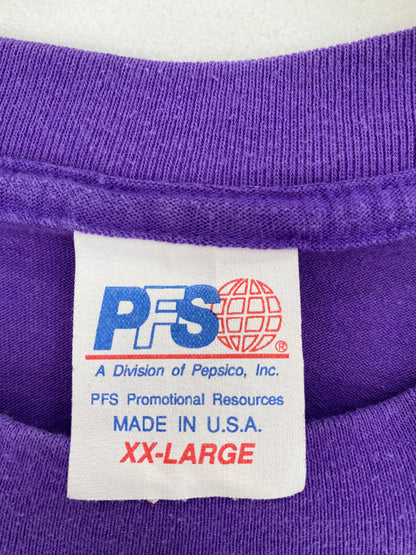 PFS
®
A Division of Pepsico, Inc.
PFS Promotional Resources
MADE IN U.S.A.
XX-LARGE